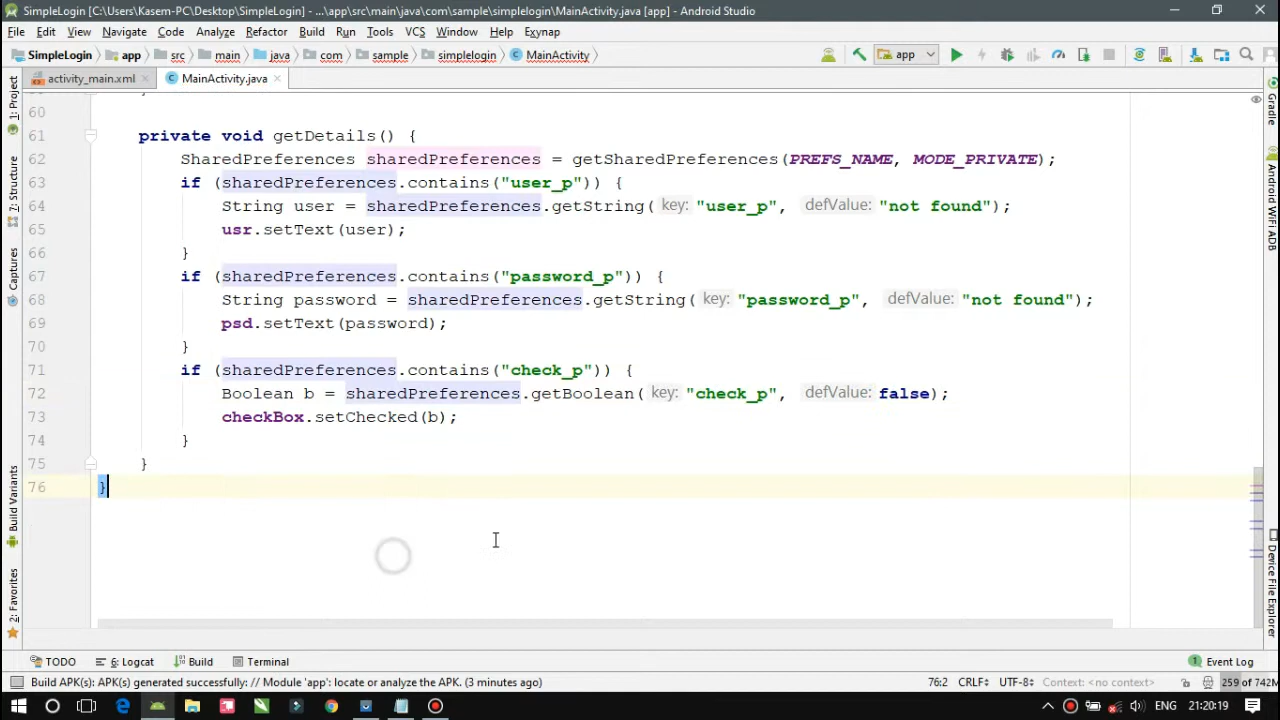 SimpleLogin [C:\Users\Kasem-PC\Desktop\SimpleLogin] - ...\app\src\main\java\com\sample\simplelogin\MainActivity.java [app] - Android Studio
File Edit View Navigate Code Analyze Refactor Build Run Tools VCS Window Help Exynap
SimpleLogin app src main java com sample simplelogin MainActivity app
activity_main.xml MainActivity.java
60
61 private void getDetails() {
62 SharedPreferences sharedPreferences = getSharedPreferences(PREFS_NAME, MODE_PRIVATE);
63 if (sharedPreferences.contains("user_p")) {
64 String user = sharedPreferences.getString( key: "user_p", defValue: "not found");
65 usr.setText(user);
66 }
67 if (sharedPreferences.contains("password_p")) {
68 String password = sharedPreferences.getString( key: "password_p", defValue: "not found");
69 psd.setText(password);
70 }
71 if (sharedPreferences.contains("check_p")) {
72 Boolean b = sharedPreferences.getBoolean( key: "check_p", defValue: false);
73 checkBox.setChecked(b);
74 }
75 }
76 }
1: Project
7: Structure
Captures
Build Variants
2: Favorites
Gradle
Android Wifi ADB
Device File Explorer
TODO 6: Logcat Build Terminal 1 Event Log
Build APK(s): APK(s) generated successfully: // Module 'app': locate or analyze the APK. (3 minutes ago) 76:2 CRLF UTF-8 Context: <no context> 259 of 742M
ENG 21:20:19